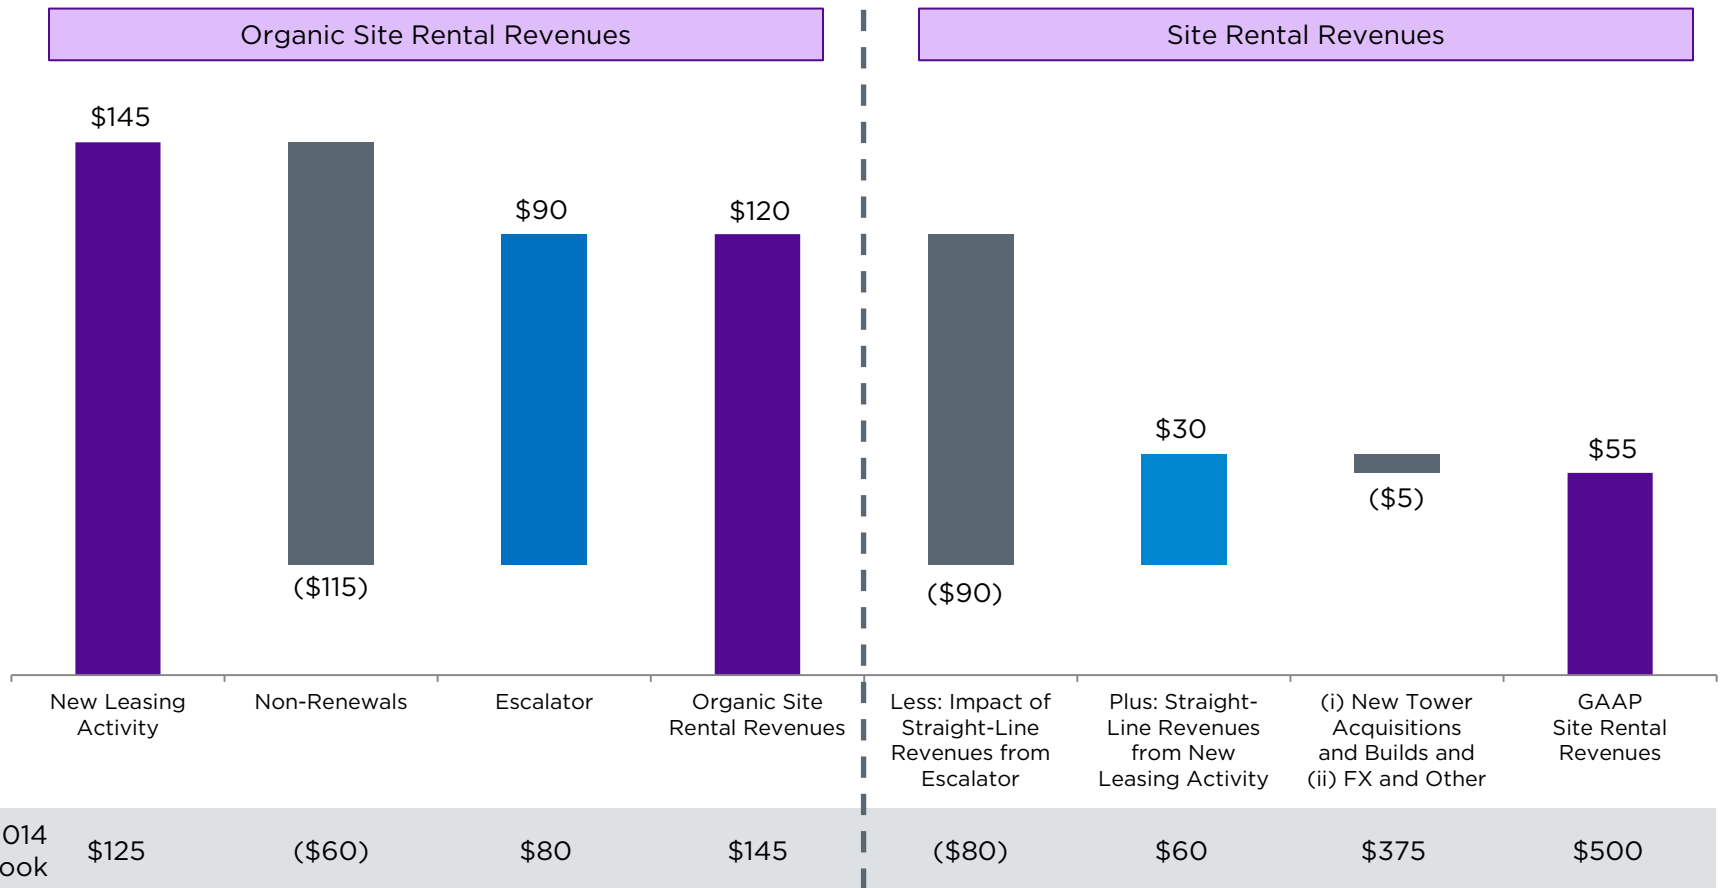 Organic Site Rental Revenues
Site Rental Revenues
$145
($115)
$90
$120
($90)
$30
($5)
$55
New Leasing
Activity
Non-Renewals
Escalator
Organic Site
Rental Revenues
Less: Impact of
Straight-Line
Revenues from
Escalator
Plus: Straight-
Line Revenues
from New
Leasing Activity
(i) New Tower
Acquisitions
and Builds and
(ii) FX and Other
GAAP
Site Rental
Revenues
014
ook
$125
($60)
$80
$145
($80)
$60
$375
$500